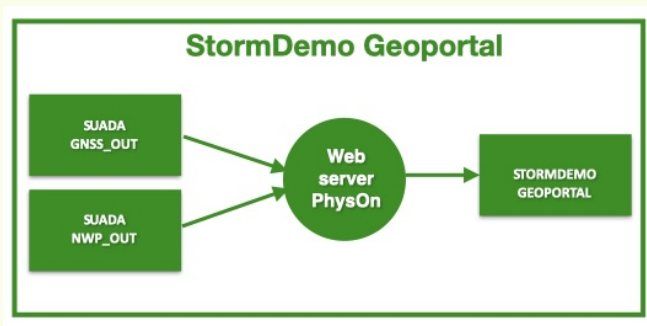 StormDemo Geoportal
SUADA
GNSS_OUT
SUADA
NWP_OUT
Web
server
PhysOn
STORMDEMO
GEOPORTAL